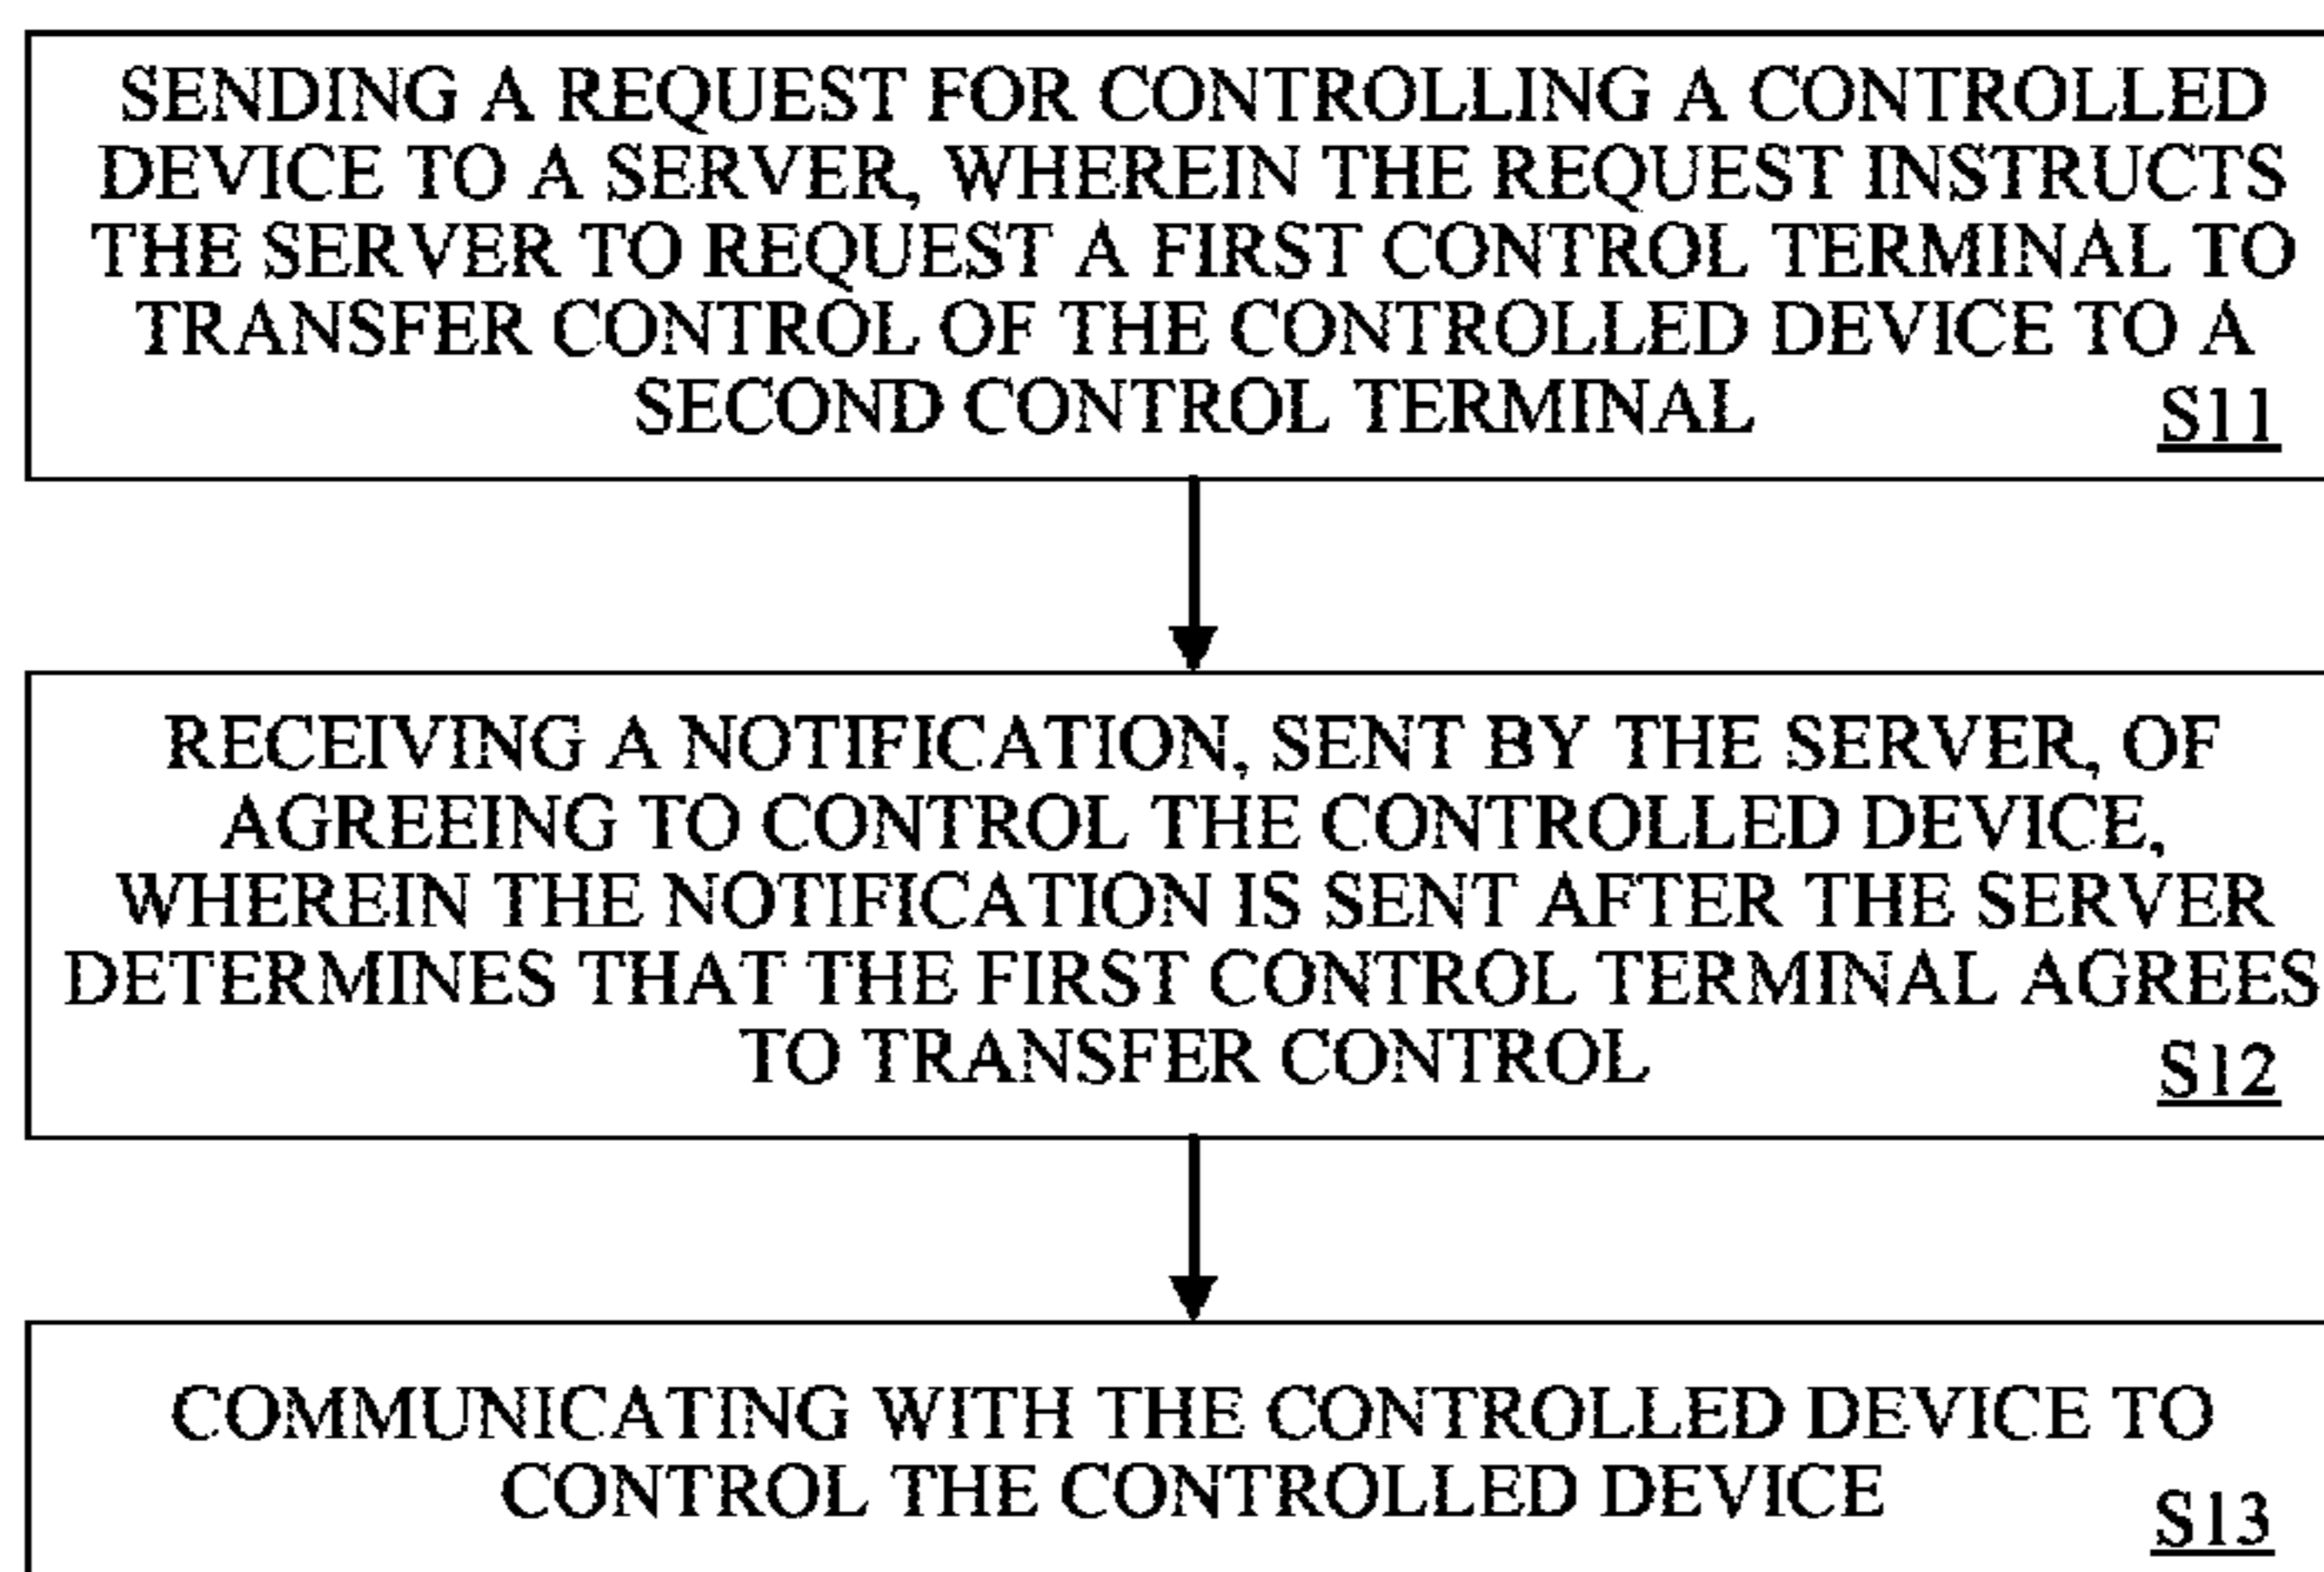 SENDING A REQUEST FOR CONTROLLING A CONTROLLED
DEVICE TO A SERVER, WHEREIN THE REQUEST INSTRUCTS
THE SERVER TO REQUEST A FIRST CONTROL TERMINAL TO
TRANSFER CONTROL OF THE CONTROLLED DEVICE TO A
SECOND CONTROL TERMINAL S11
RECEIVING A NOTIFICATION, SENT BY THE SERVER, OF
AGREEING TO CONTROL THE CONTROLLED DEVICE,
WHEREIN THE NOTIFICATION IS SENT AFTER THE SERVER
DETERMINES THAT THE FIRST CONTROL TERMINAL AGREES
TO TRANSFER CONTROL S12
COMMUNICATING WITH THE CONTROLLED DEVICE TO
CONTROL THE CONTROLLED DEVICE S13